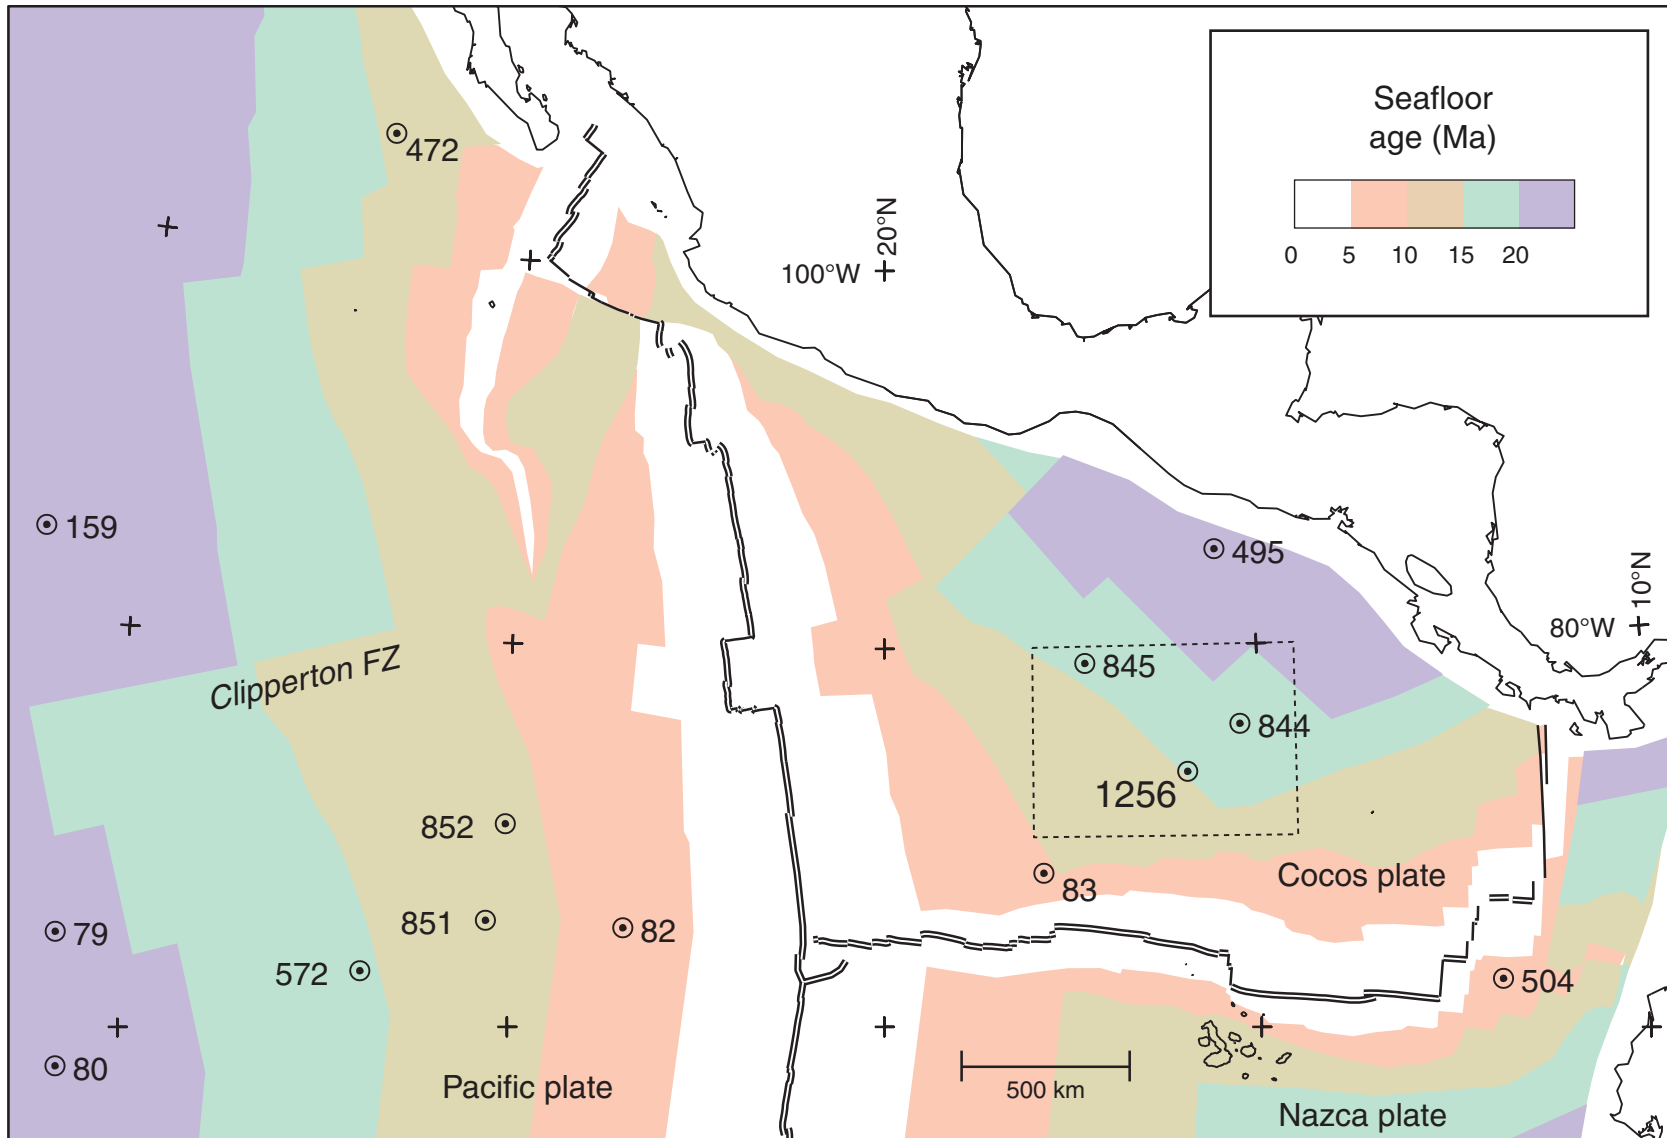 Seafloor
age (Ma)
0 5 10 15 20
472
100°W
20°N
159
495
10°N
80°W
Clipperton FZ
845
844
1256
852
83
Cocos plate
851
82
79
572
504
80
Pacific plate
500 km
Nazca plate